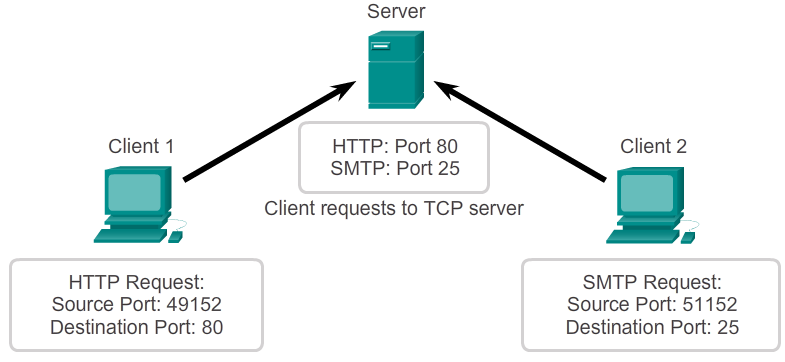 Server
HTTP: Port 80
SMTP: Port 25
Client requests to TCP server
Client 1
HTTP Request:
Source Port: 49152
Destination Port: 80
Client 2
SMTP Request:
Source Port: 51152
Destination Port: 25